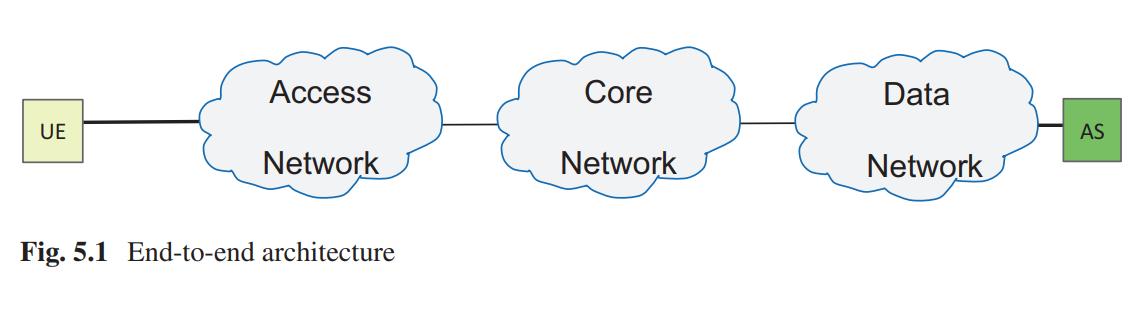 UE
Access
Network
Core
Network
Data
Network
AS
Fig. 5.1 End-to-end architecture